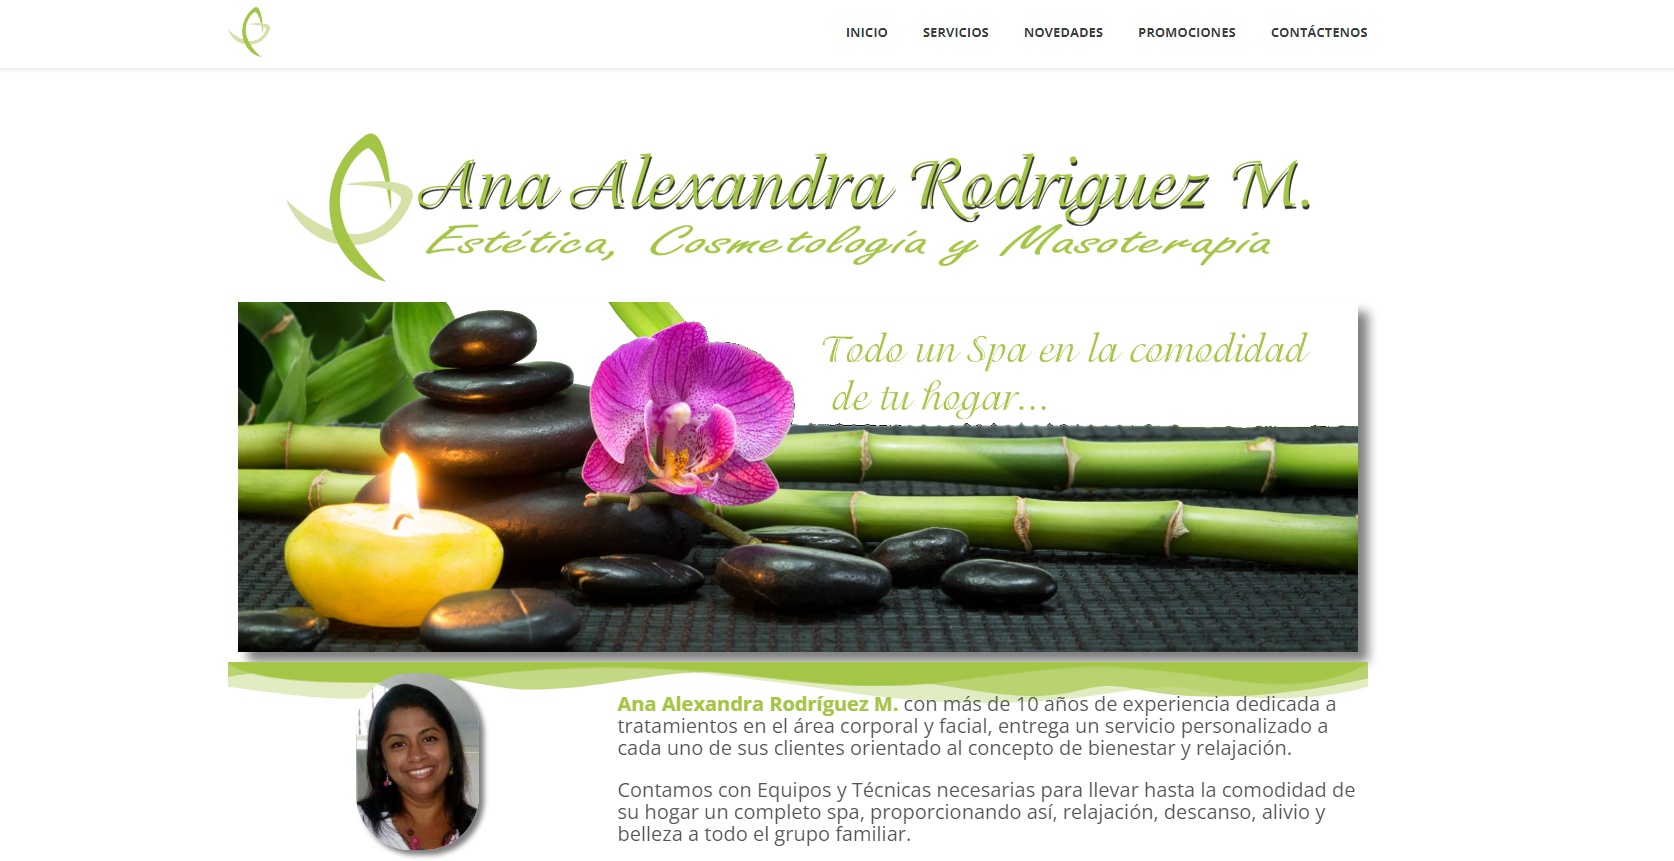 INICIO SERVICIOS NOVEDADES PROMOCIONES CONTÁCTENOS
Ana Alexandra Rodriguez M.
Estética, Cosmetología y Masoterapia
Todo un Spa en la comodidad
de tu hogar...
Ana Alexandra Rodríguez M. con más de 10 años de experiencia dedicada a
tratamientos en el área corporal y facial, entrega un servicio personalizado a
cada uno de sus clientes orientado al concepto de bienestar y relajación.
Contamos con Equipos y Técnicas necesarias para llevar hasta la comodidad de
su hogar un completo spa, proporcionando así, relajación, descanso, alivio y
belleza a todo el grupo familiar.